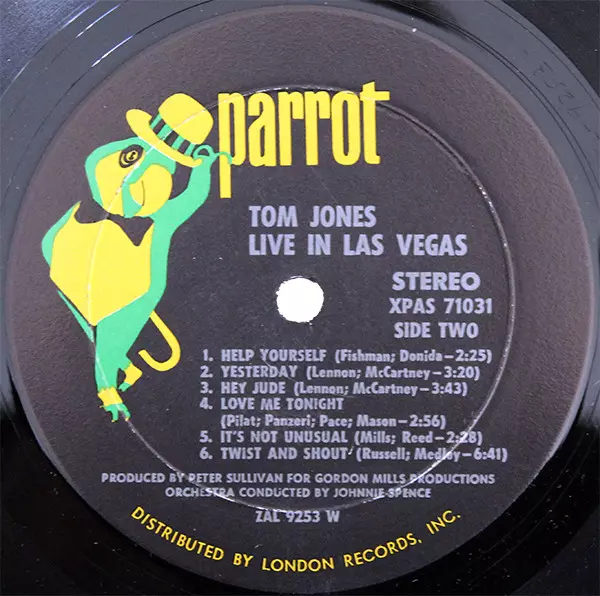 parrot
TOM JONES
LIVE IN LAS VEGAS
STEREO
XPAS 71031
SIDE TWO
1. HELP YOURSELF (Fishman; Donida—2:25)
2. YESTERDAY (Lennon; McCartney—3:20)
3. HEY JUDE (Lennon; McCartney—3:43)
4. LOVE ME TONIGHT
(Pilat; Panzeri; Pace; Mason—2:56)
5. IT'S NOT UNUSUAL (Mills; Reed—2:28)
6. TWIST AND SHOUT (Russell; Medley—6:41)
PRODUCED BY PETER SULLIVAN FOR GORDON MILLS PRODUCTIONS
ORCHESTRA CONDUCTED BY JOHNNIE SPENCE
ZAL 9253 W
DISTRIBUTED BY LONDON RECORDS, INC.